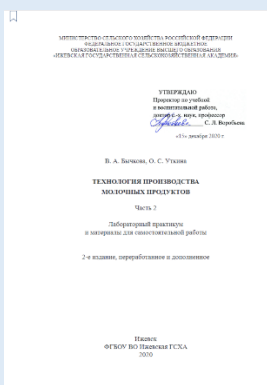 МИНИСТЕРСТВО СЕЛЬСКОГО ХОЗЯЙСТВА РОССИЙСКОЙ ФЕДЕРАЦИИ
ФЕДЕРАЛЬНОЕ ГОСУДАРСТВЕННОЕ БЮДЖЕТНОЕ
ОБРАЗОВАТЕЛЬНОЕ УЧРЕЖДЕНИЕ ВЫСШЕГО ОБРАЗОВАНИЯ
«ИЖЕВСКАЯ ГОСУДАРСТВЕННАЯ СЕЛЬСКОХОЗЯЙСТВЕННАЯ АКАДЕМИЯ»
УТВЕРЖДАЮ
Проректор по учебной
и воспитательной работе,
доктор с.-х. наук, профессор
С. Л. Воробьева
«15» декабря 2020 г
В. А. Бычкова, О. С. Уткина
ТЕХНОЛОГИЯ ПРОИЗВОДСТВА
МОЛОЧНЫХ ПРОДУКТОВ
Часть 2
Лабораторный практикум
и материалы для самостоятельной работы
2-е издание, переработанное и дополненное
Ижевск
ФГБОУ ВО Ижевская ГСХА
2020